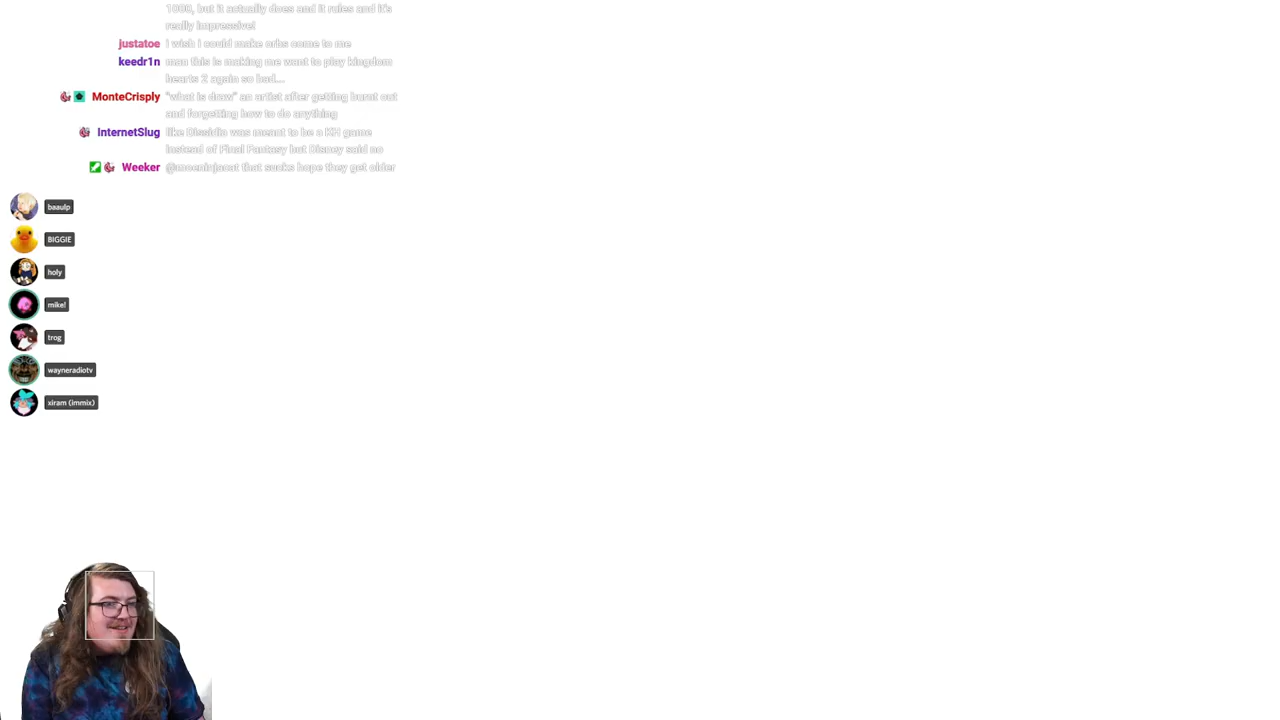 1000, but it actually does and it rules and it's
really impressive!
justatoe i wish i could make orbs come to me
keedr1n man this is making me want to play kingdom
hearts 2 again so bad...
MonteCrisply "what is draw" an artist after getting burnt out
and forgetting how to do anything
InternetSlug like Dissidia was meant to be a KH game
instead of Final Fantasy but Disney said no
Weeker that sucks hope they get older
baaulp
BIGGIE
holy
mike!
trog
wayneradiotv
xiram (immix)